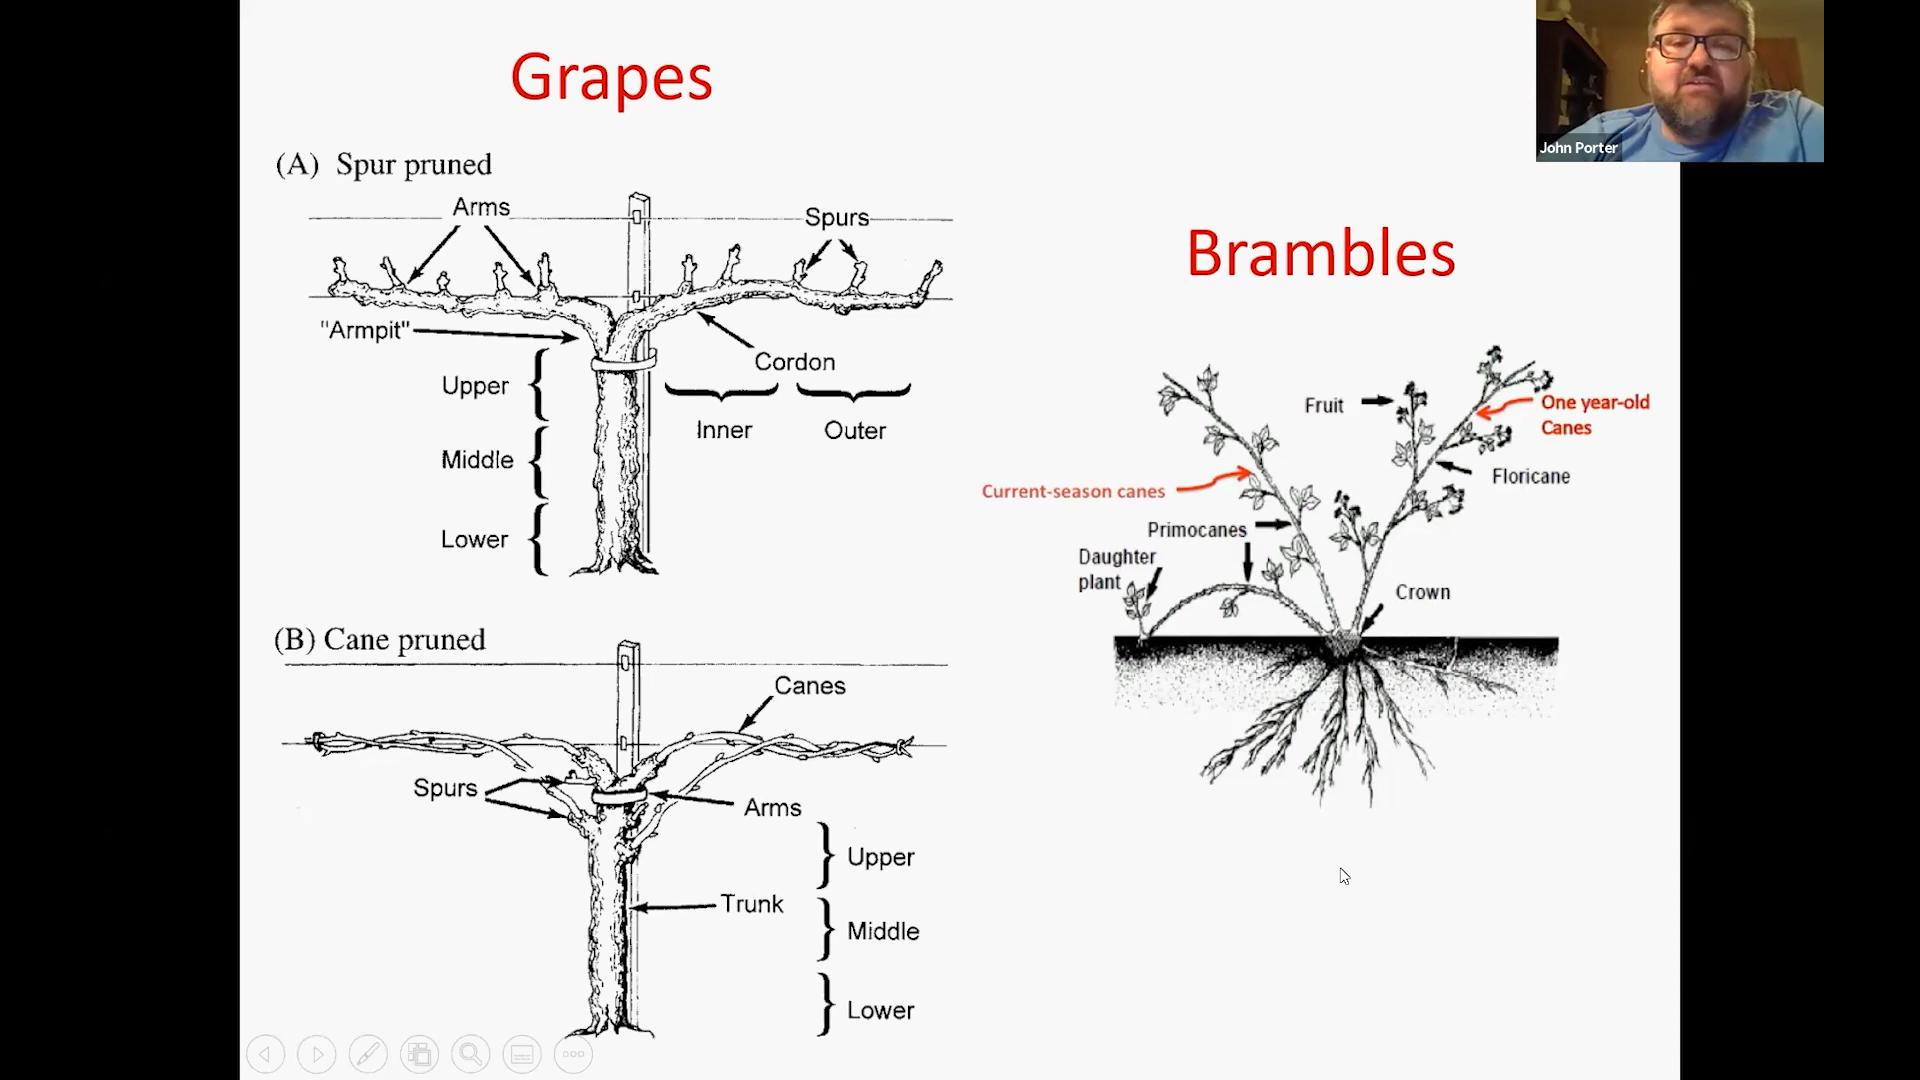 Grapes
(A) Spur pruned
Arms
Spurs
"Armpit"
Cordon
Upper
Inner
Outer
Middle
Lower
(B) Cane pruned
Canes
Spurs
Arms
Upper
Trunk
Middle
Lower
John Porter
Brambles
Fruit
One year-old
Canes
Floricane
Current-season canes
Primocanes
Daughter
plant
Crown